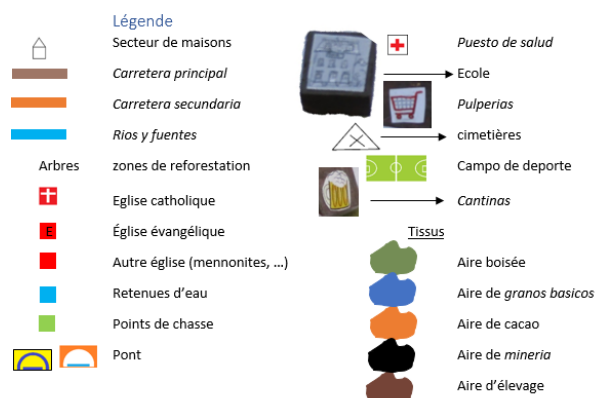 Légende
Secteur de maisons
Carretera principal
Carretera secundaria
Rios y fuentes
Arbres zones de reforestation
Eglise catholique
E Église évangélique
Autre église (mennonites, …)
Retenues d’eau
Points de chasse
Pont
Puesto de salud
Ecole
Pulperias
cimetières
Campo de deporte
Cantinas
Tissus
Aire boisée
Aire de granos basicos
Aire de cacao
Aire de mineria
Aire d’élevage